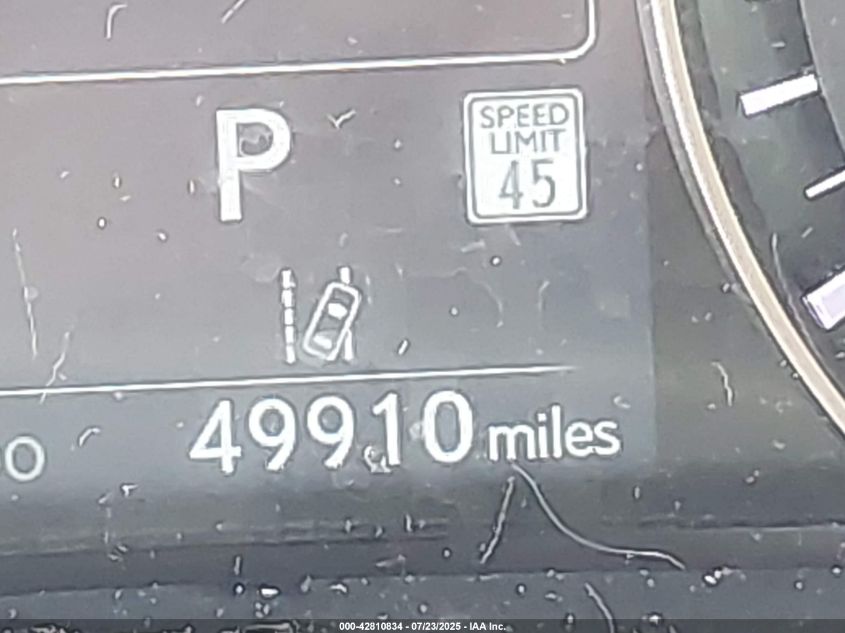 P
SPEED
LIMIT
45
49910 miles
000-42810834 - 07/23/2025 - IAA Inc.